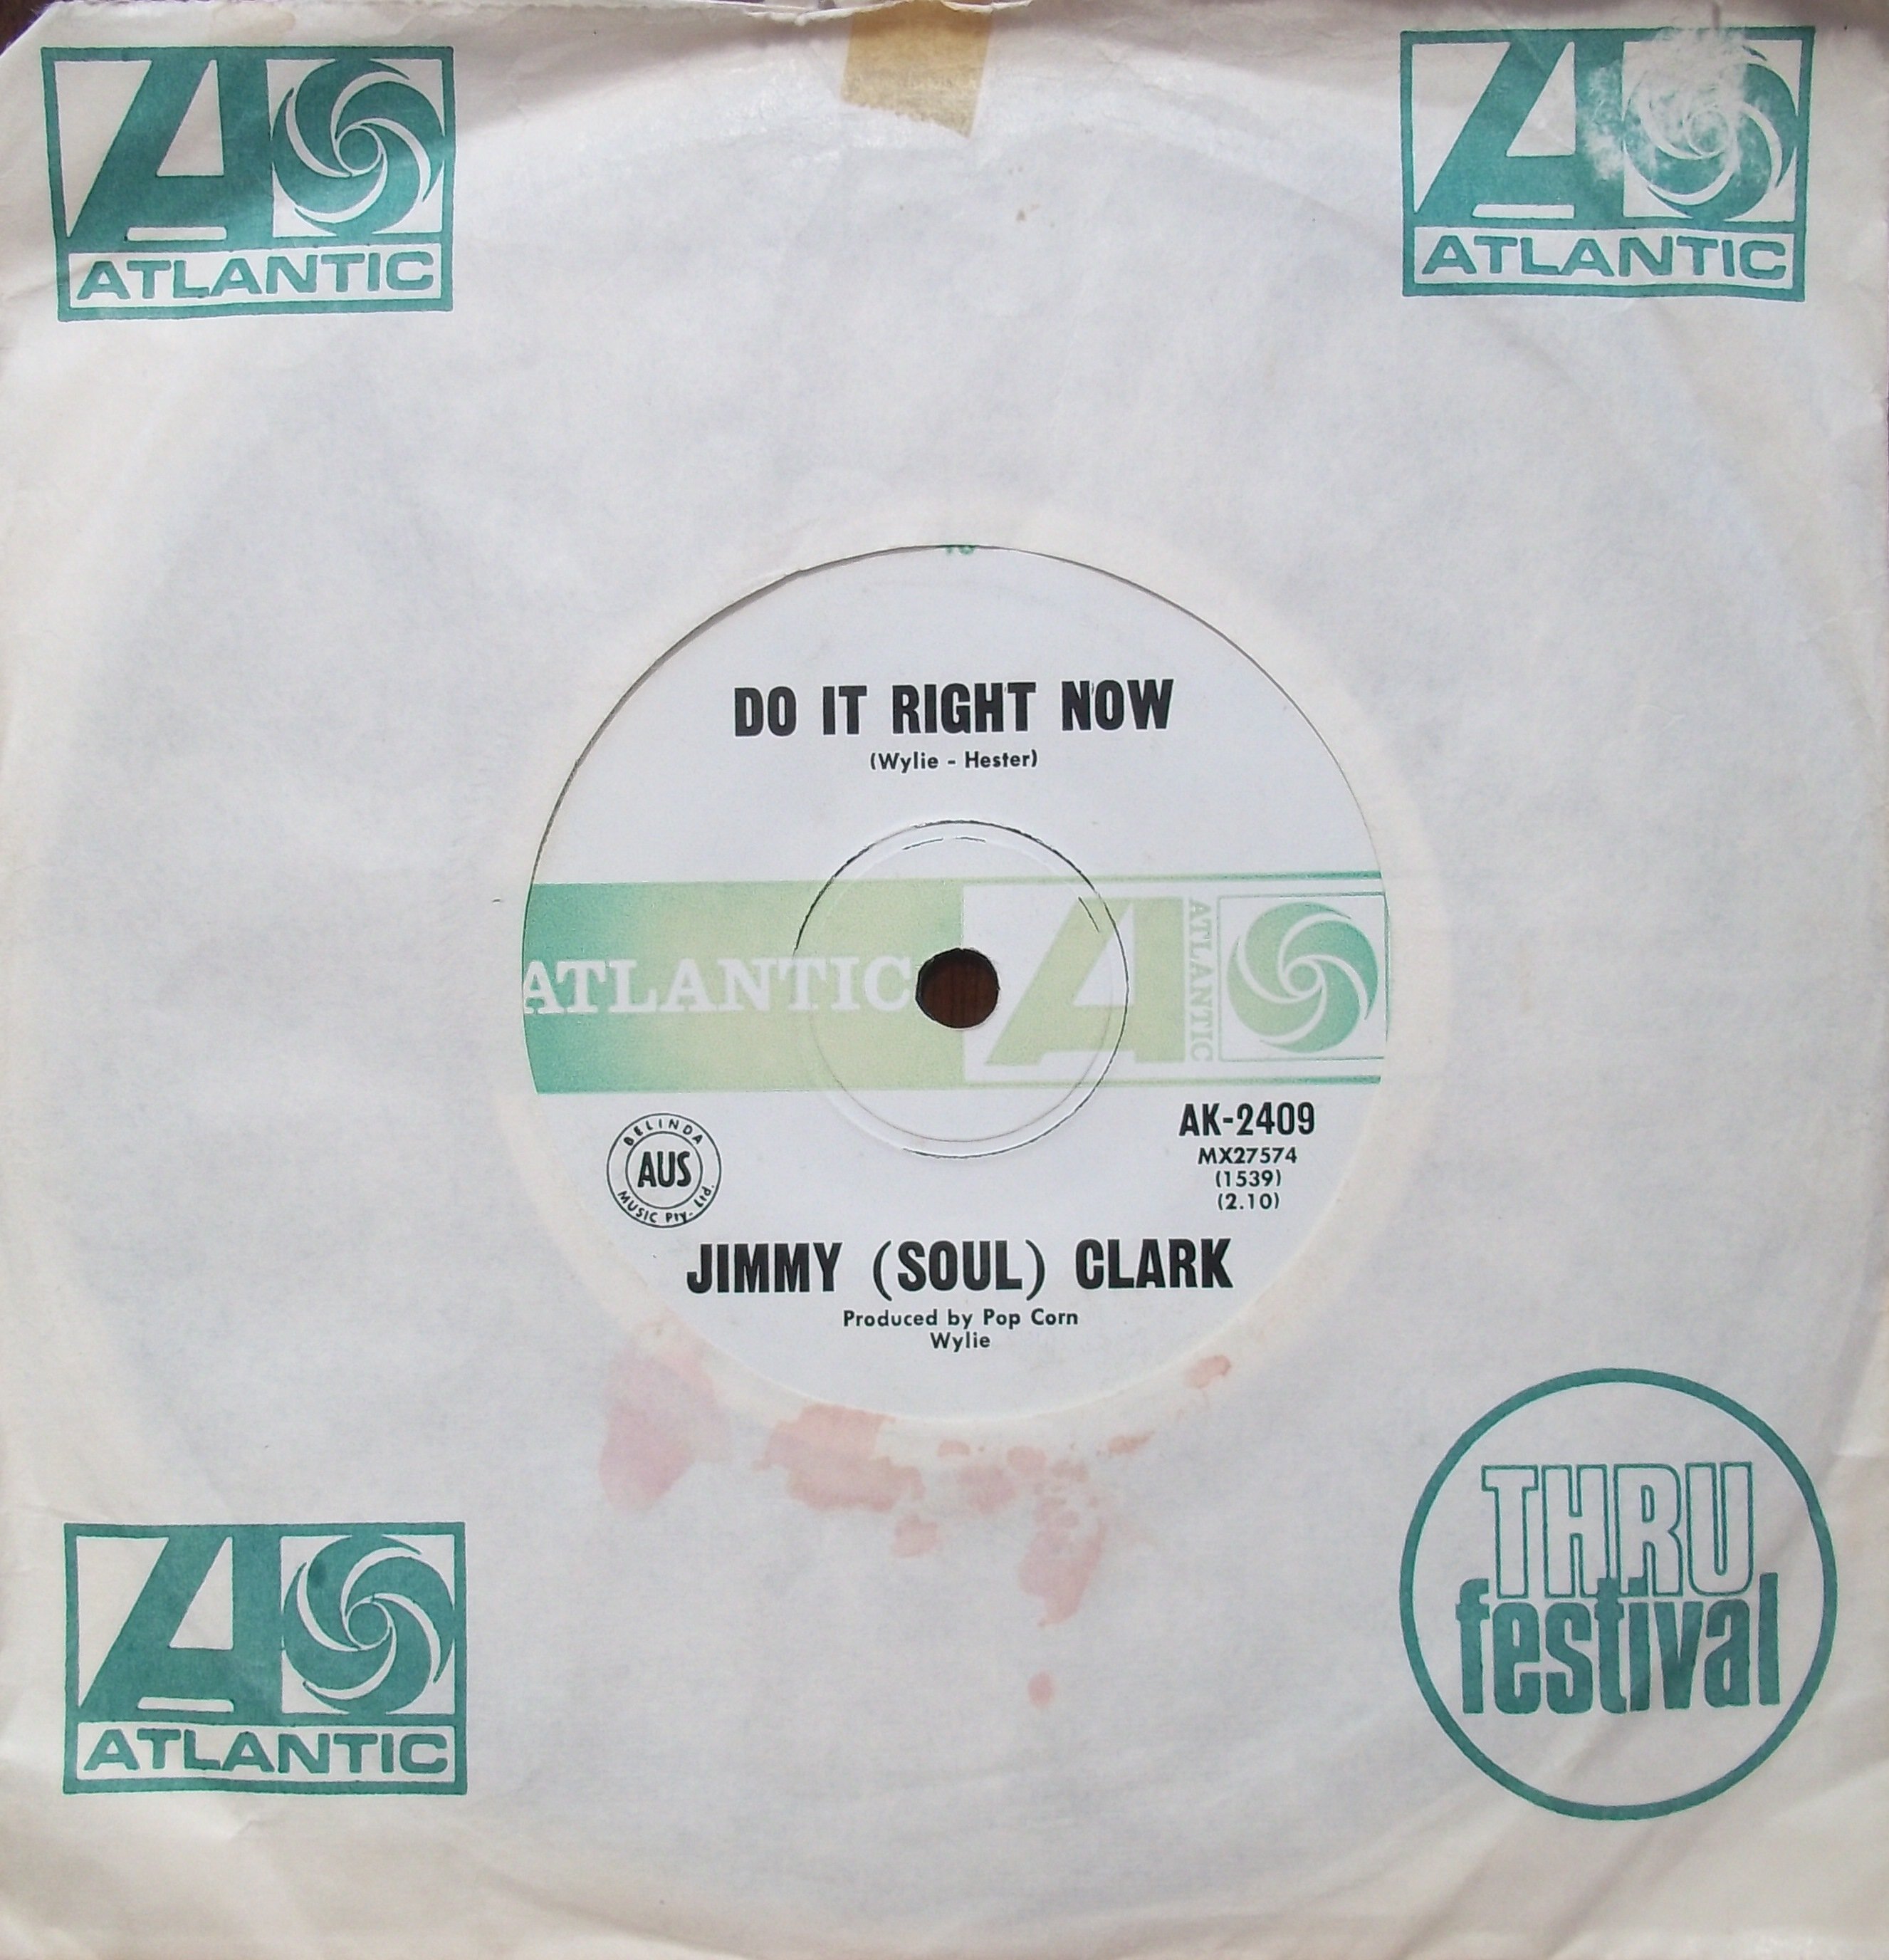 ATLANTIC
ATLANTIC
DO IT RIGHT NOW
(Wylie - Hester)
ATLANTIC
ATLANTIC
BELINDA
AUS
MUSIC Pty. Ltd.
AK-2409
MX27574
(1539)
(2.10)
JIMMY (SOUL) CLARK
Produced by Pop Corn
Wylie
ATLANTIC
THRU
festival